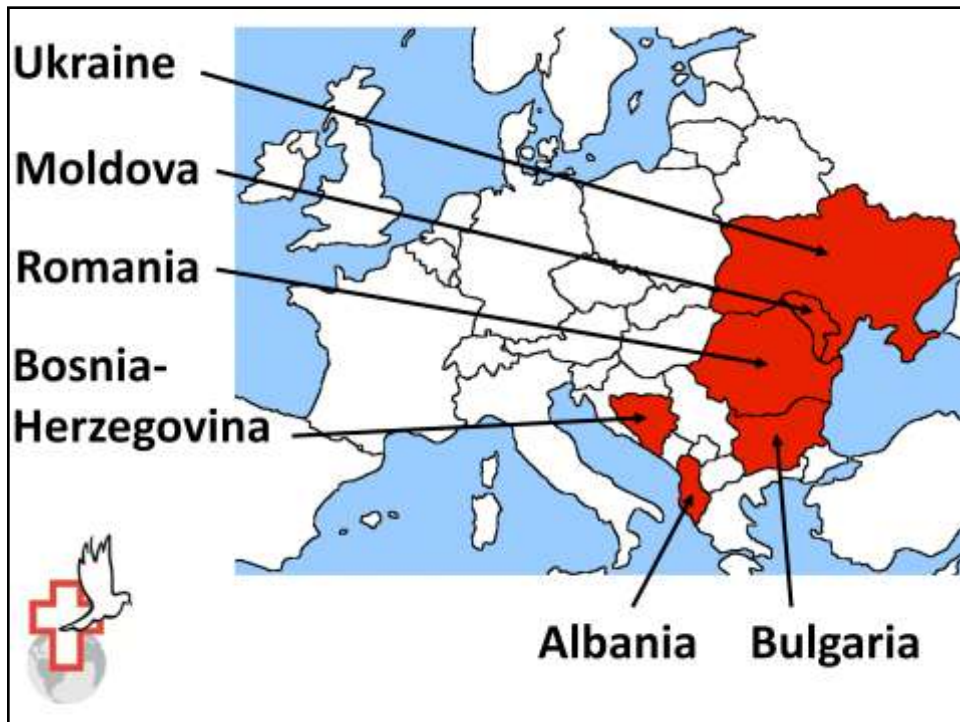 Ukraine
Moldova
Romania
Bosnia-
Herzegovina
Albania
Bulgaria